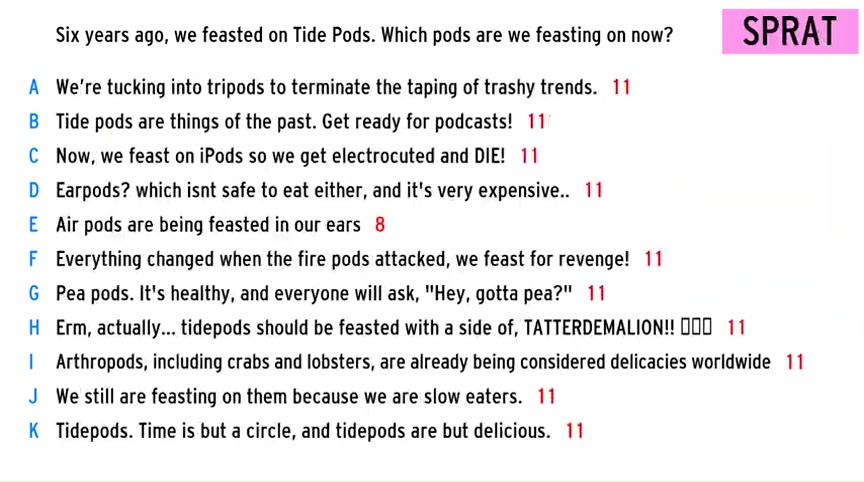 Six years ago, we feasted on Tide Pods. Which pods are we feasting on now? SPRAT
A We're tucking into tripods to terminate the taping of trashy trends. 11
B Tide pods are things of the past. Get ready for podcasts! 11
C Now, we feast on iPods so we get electrocuted and DIE! 11
D Earpods? which isnt safe to eat either, and it's very expensive.. 11
E Air pods are being feasted in our ears 8
F Everything changed when the fire pods attacked, we feast for revenge! 11
G Pea pods. It's healthy, and everyone will ask, "Hey, gotta pea?" 11
H Erm, actually... tidepods should be feasted with a side of, TATTERDEMALION!! 11
I Arthropods, including crabs and lobsters, are already being considered delicacies worldwide 11
J We still are feasting on them because we are slow eaters. 11
K Tidepods. Time is but a circle, and tidepods are but delicious. 11